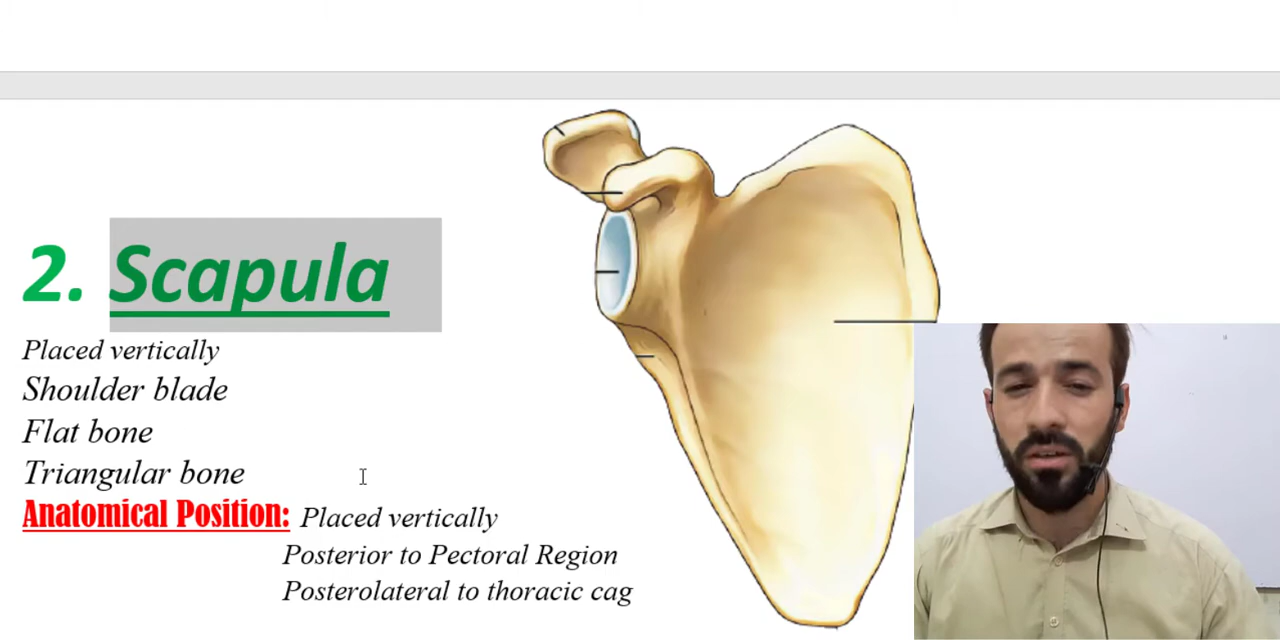 2. Scapula
Placed vertically
Shoulder blade
Flat bone
Triangular bone
Anatomical Position: Placed vertically
Posterior to Pectoral Region
Posterolateral to thoracic cag